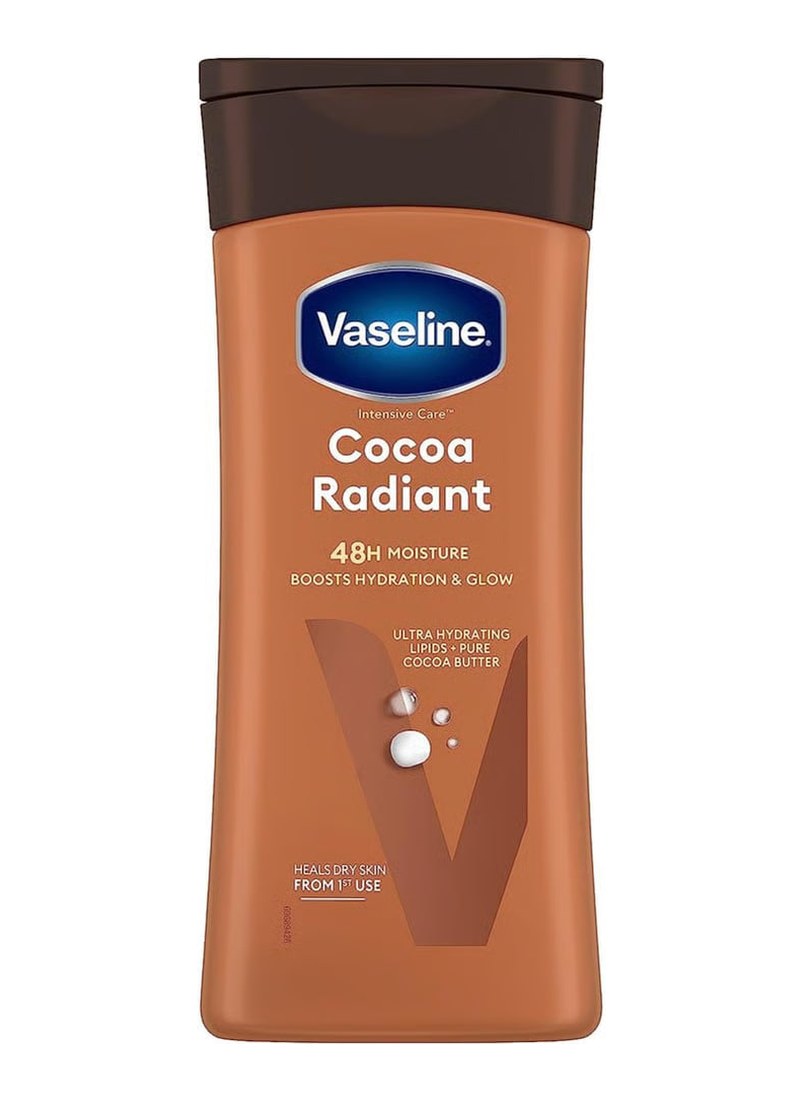 Vaseline®
Intensive Care™
Cocoa
Radiant
48H MOISTURE
BOOSTS HYDRATION & GLOW
ULTRA HYDRATING
LIPIDS + PURE
COCOA BUTTER
HEALS DRY SKIN
FROM 1ST USE